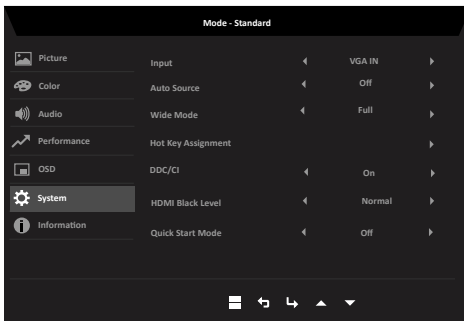 Mode - Standard
Picture
Color
Audio
Performance
OSD
System
Information
Input VGA IN
Auto Source Off
Wide Mode Full
Hot Key Assignment
DDC/CI On
HDMI Black Level Normal
Quick Start Mode Off